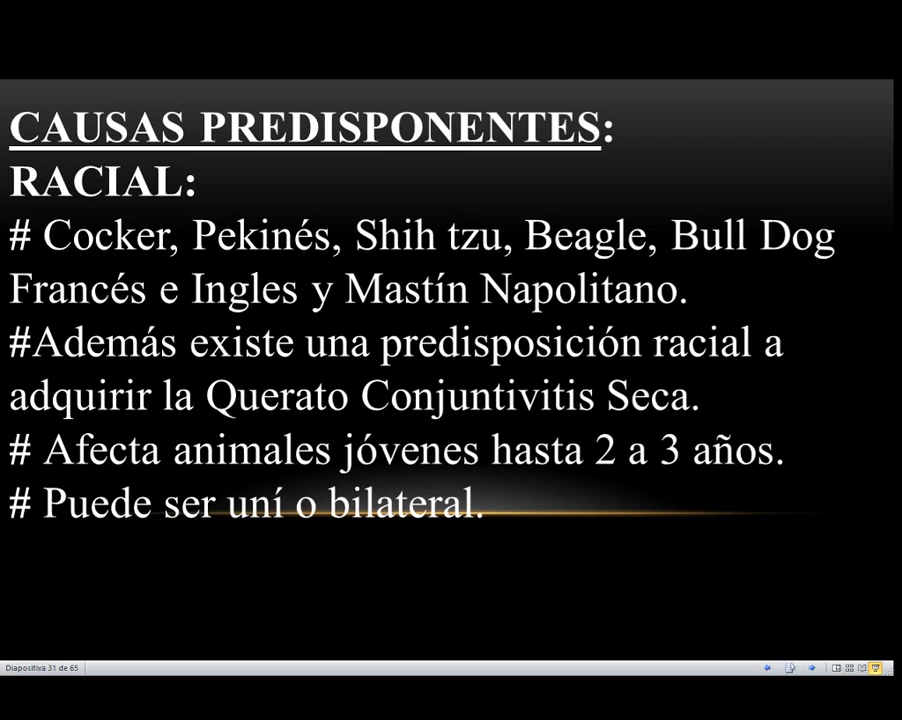 CAUSAS PREDISPONENTES:
RACIAL:
# Cocker, Pekinés, Shih tzu, Beagle, Bull Dog
Francés e Ingles y Mastín Napolitano.
#Además existe una predisposición racial a
adquirir la Querato Conjuntivitis Seca.
# Afecta animales jóvenes hasta 2 a 3 años.
# Puede ser uní o bilateral.
Diapositiva 31 de 65